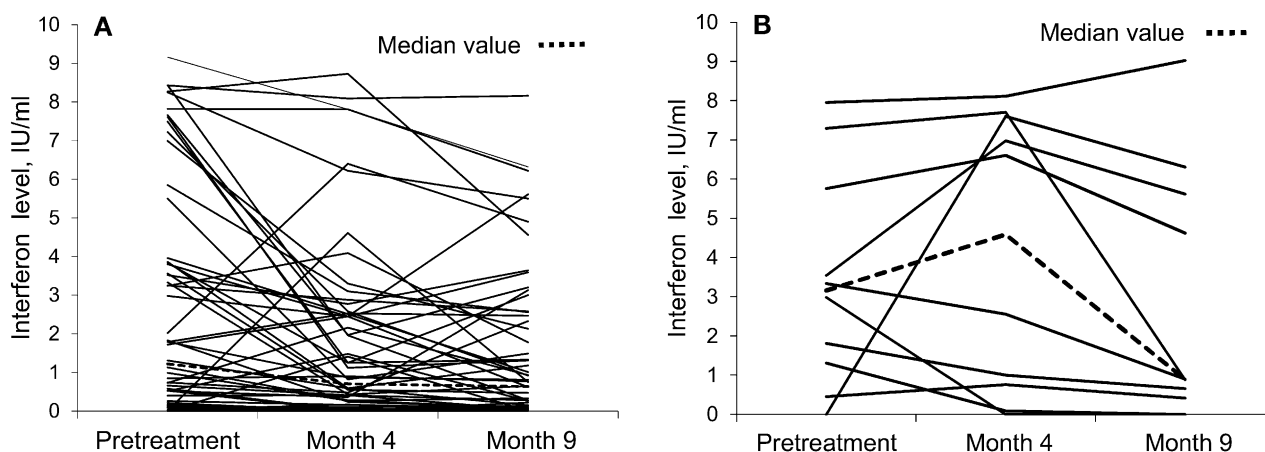 A
Median value
Interferon level, IU/ml
10
9
8
7
6
5
4
3
2
1
0
Pretreatment Month 4 Month 9
B
Median value
Interferon level, IU/ml
10
9
8
7
6
5
4
3
2
1
0
Pretreatment Month 4 Month 9